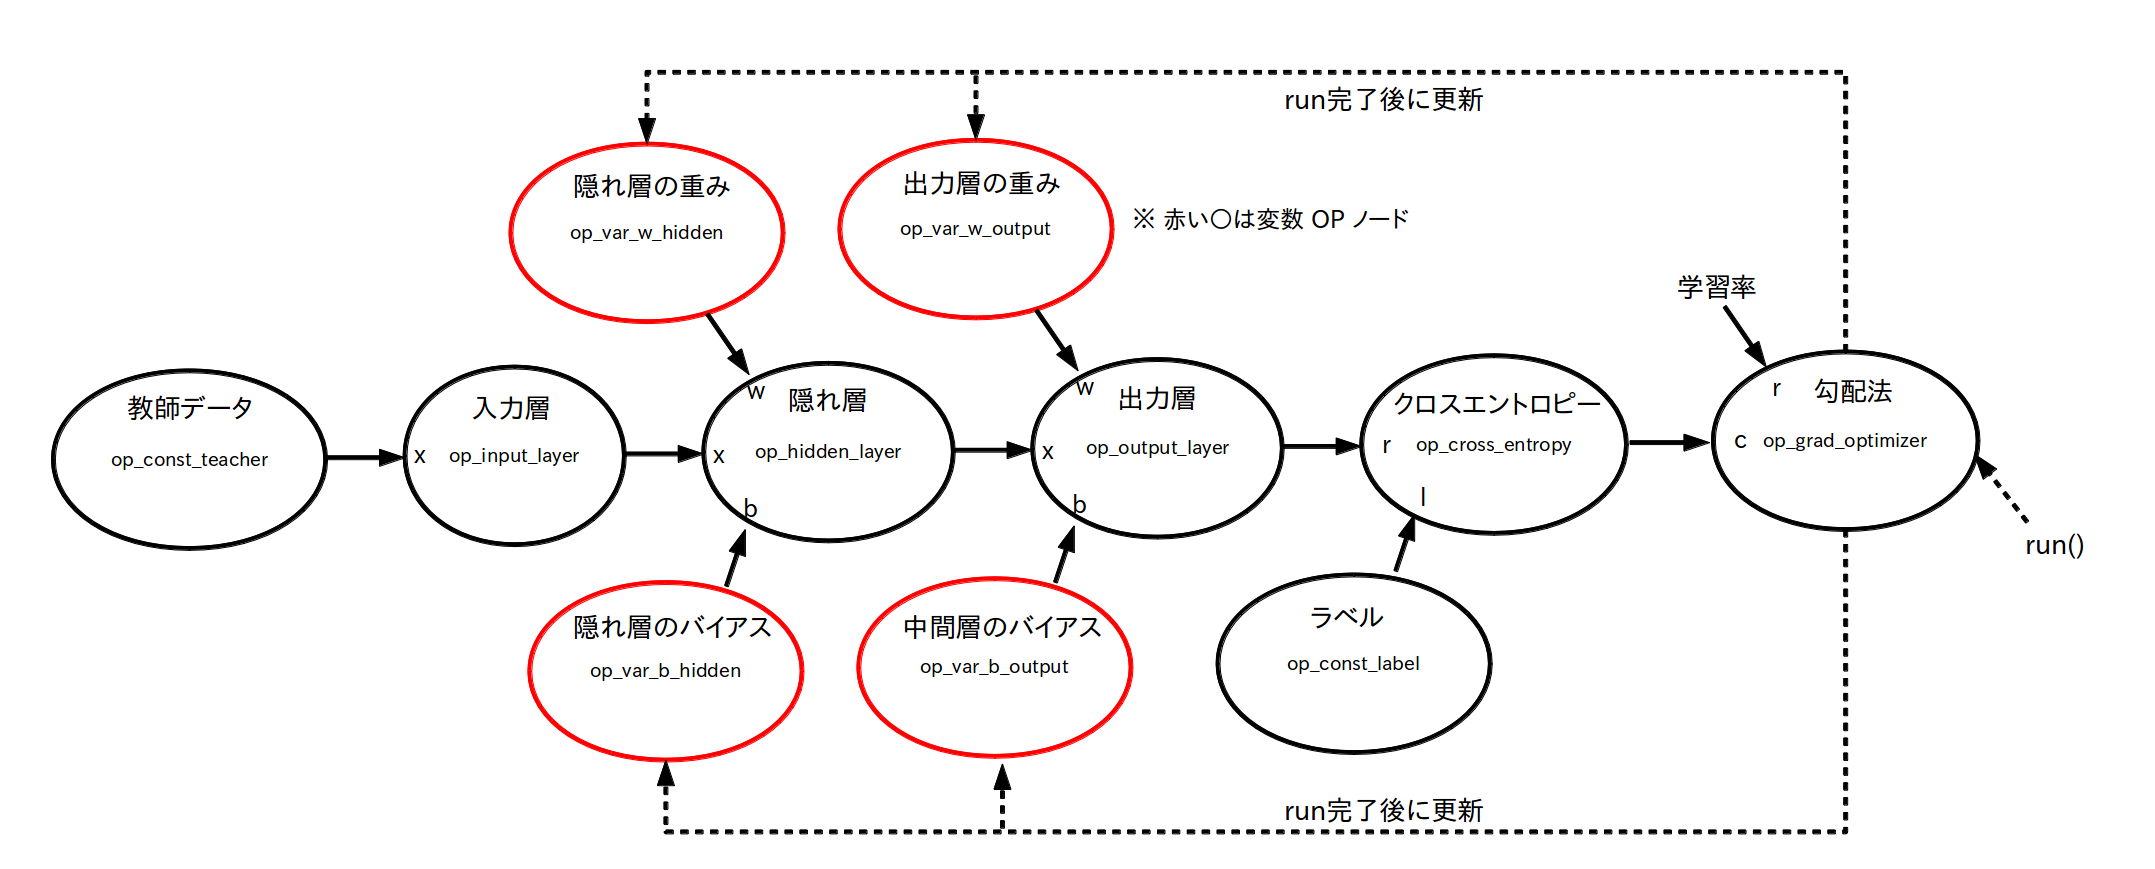 run完了後に更新
隠れ層の重み
op_var_w_hidden
出力層の重み
op_var_w_output
※ 赤い〇は変数 OP ノード
学習率
教師データ
op_const_teacher
入力層
x op_input_layer
w 隠れ層
x op_hidden_layer
b
w 出力層
x op_output_layer
b
クロスエントロピー
r op_cross_entropy
l
r 勾配法
c op_grad_optimizer
run()
隠れ層のバイアス
op_var_b_hidden
中間層のバイアス
op_var_b_output
ラベル
op_const_label
run完了後に更新